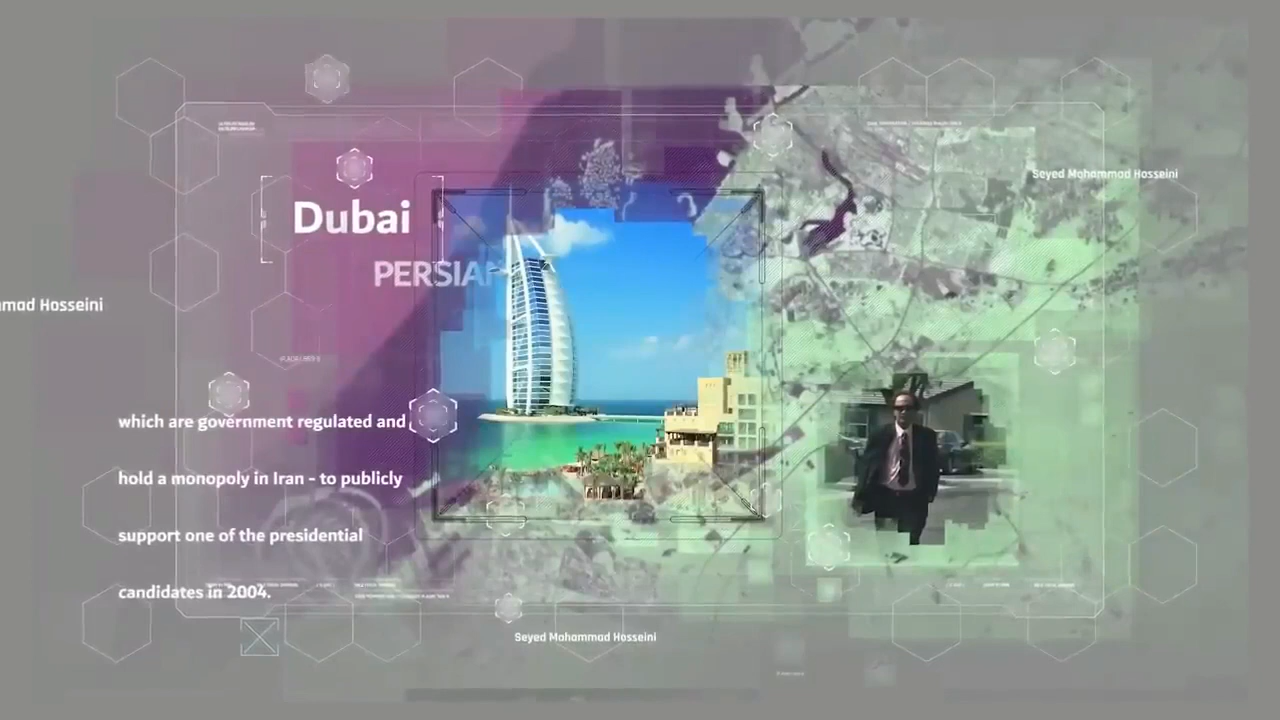 Seyed Mohammad Hosseini
Dubai
PERSIAN
mad Hosseini
which are government regulated and
hold a monopoly in Iran - to publicly
support one of the presidential
candidates in 2004.
Seyed Mohammad Hosseini